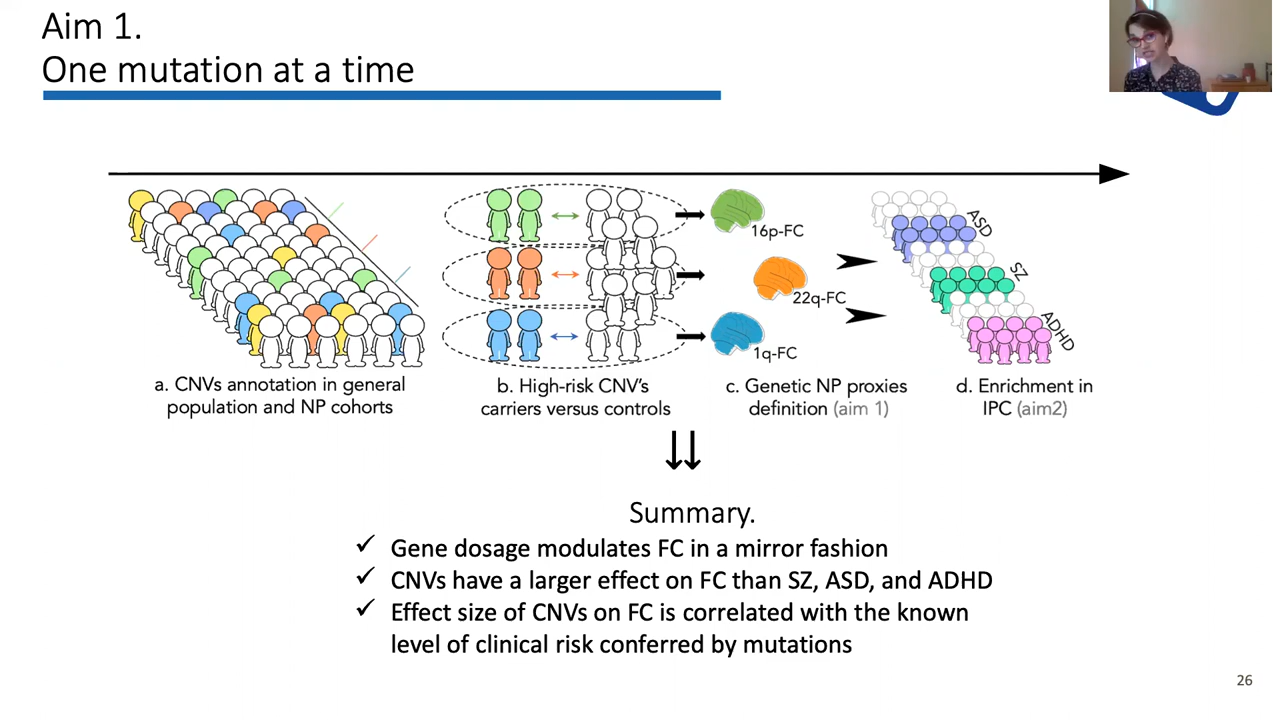 Aim 1.
One mutation at a time
16p-FC
22q-FC
1q-FC
ASD
SZ
ADHD
a. CNVs annotation in general
population and NP cohorts
b. High-risk CNV's
carriers versus controls
c. Genetic NP proxies
definition (aim 1)
d. Enrichment in
IPC (aim2)
Summary.
✓ Gene dosage modulates FC in a mirror fashion
✓ CNVs have a larger effect on FC than SZ, ASD, and ADHD
✓ Effect size of CNVs on FC is correlated with the known
level of clinical risk conferred by mutations
26